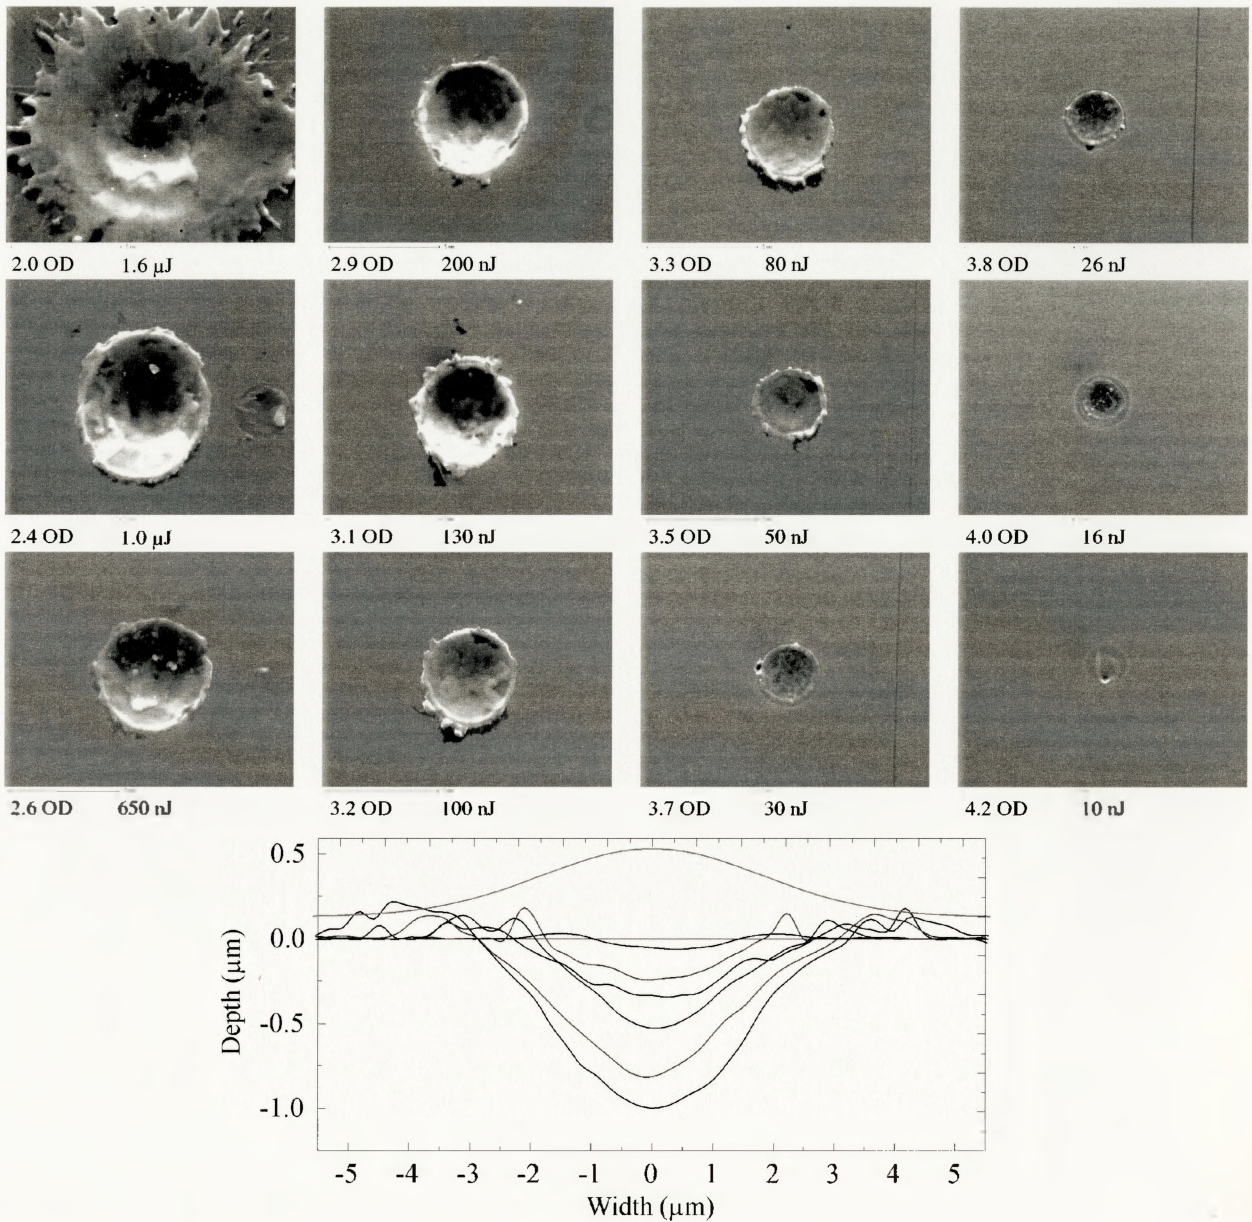 2.0 OD 1.6 µJ
2.9 OD 200 nJ
3.3 OD 80 nJ
3.8 OD 26 nJ
2.4 OD 1.0 µJ
3.1 OD 130 nJ
3.5 OD 50 nJ
4.0 OD 16 nJ
2.6 OD 650 nJ
3.2 OD 100 nJ
3.7 OD 30 nJ
4.2 OD 10 nJ
0.5
0.0
-0.5
-1.0
Depth (µm)
-5 -4 -3 -2 -1 0 1 2 3 4 5
Width (µm)